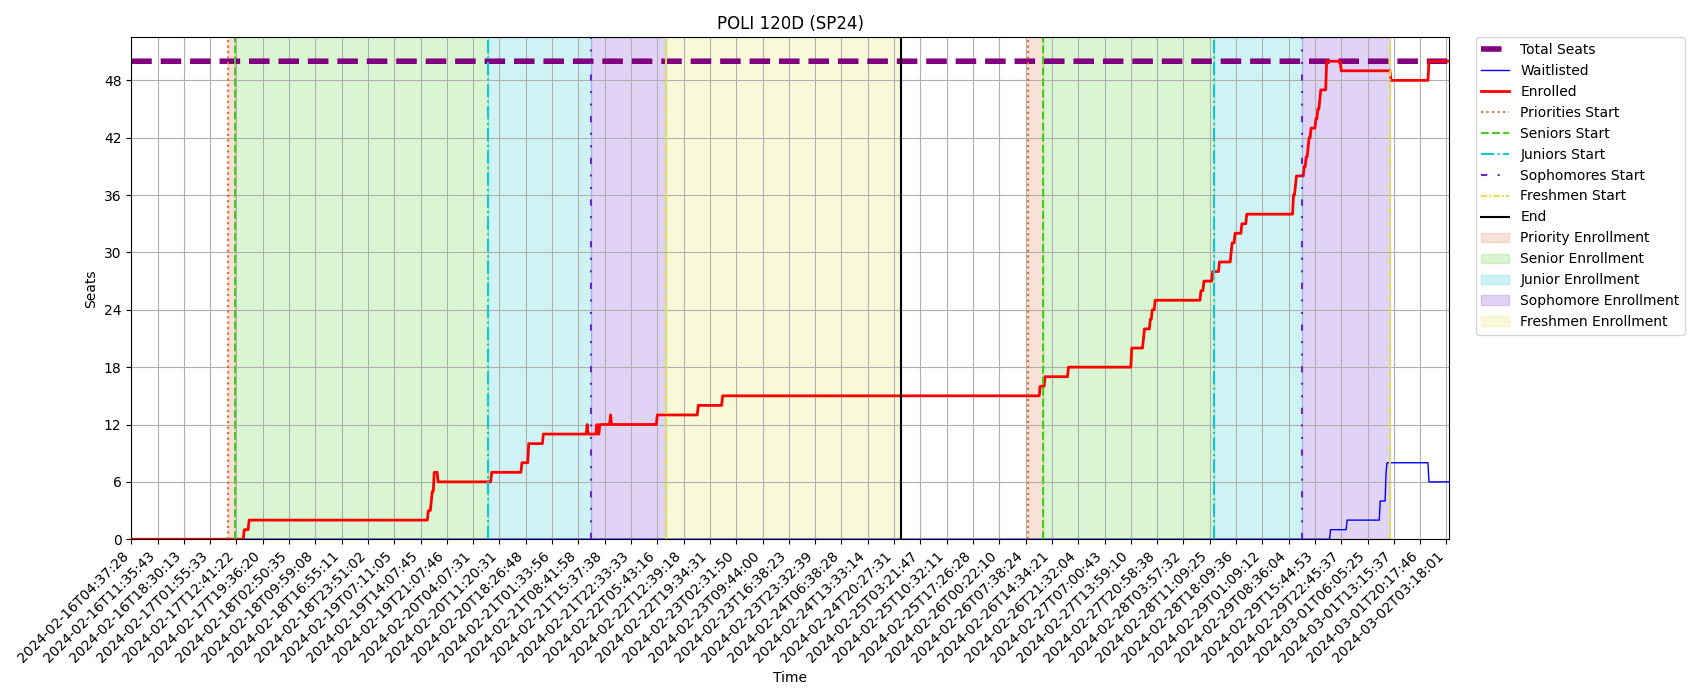 POLI 120D (SP24)
Seats
48
42
36
30
24
18
12
6
0
2024-02-16T04:37:28
2024-02-16T11:35:43
2024-02-16T18:30:13
2024-02-17T01:55:33
2024-02-17T12:41:22
2024-02-17T19:36:20
2024-02-18T02:50:35
2024-02-18T09:59:08
2024-02-18T16:55:11
2024-02-18T23:51:02
2024-02-19T07:11:05
2024-02-19T14:07:45
2024-02-19T21:07:46
2024-02-20T04:07:31
2024-02-20T11:20:31
2024-02-20T18:26:48
2024-02-21T01:33:56
2024-02-21T08:41:58
2024-02-21T15:37:38
2024-02-21T22:33:33
2024-02-22T05:43:16
2024-02-22T12:39:18
2024-02-22T19:34:31
2024-02-23T02:31:50
2024-02-23T09:44:00
2024-02-23T16:38:23
2024-02-23T23:32:39
2024-02-24T06:38:28
2024-02-24T13:33:14
2024-02-24T20:27:31
2024-02-25T03:21:47
2024-02-25T10:32:11
2024-02-25T17:26:28
2024-02-26T00:22:10
2024-02-26T07:38:24
2024-02-26T14:34:21
2024-02-26T21:32:04
2024-02-27T07:00:43
2024-02-27T13:59:10
2024-02-27T20:58:38
2024-02-28T03:57:32
2024-02-28T11:09:25
2024-02-28T18:09:36
2024-02-29T01:09:12
2024-02-29T08:36:04
2024-02-29T15:44:53
2024-02-29T22:45:37
2024-03-01T06:05:25
2024-03-01T13:15:37
2024-03-01T20:17:46
2024-03-02T03:18:01
Time
Total Seats
Waitlisted
Enrolled
Priorities Start
Seniors Start
Juniors Start
Sophomores Start
Freshmen Start
End
Priority Enrollment
Senior Enrollment
Junior Enrollment
Sophomore Enrollment
Freshmen Enrollment